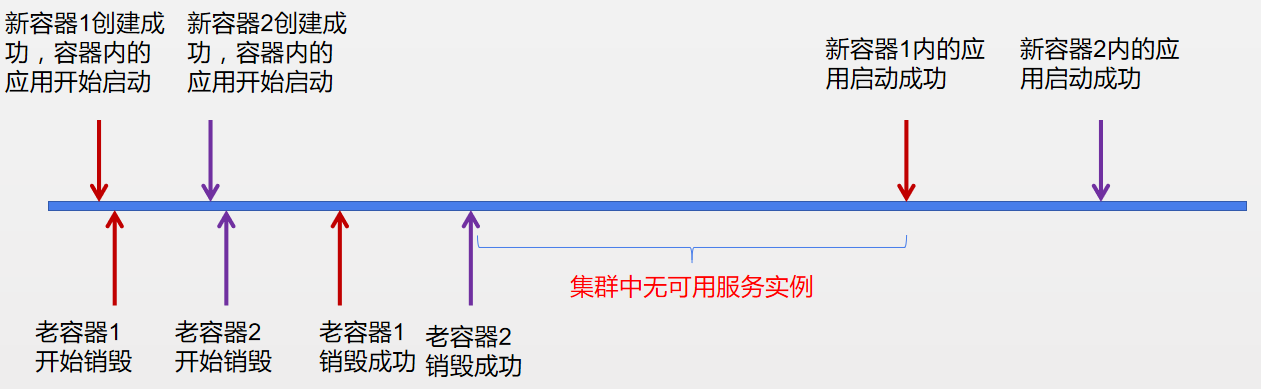 新容器1创建成
功，容器内的
应用开始启动
新容器2创建成
功，容器内的
应用开始启动
新容器1内的应
用启动成功
新容器2内的应
用启动成功
集群中无可用服务实例
老容器1
开始销毁
老容器2
开始销毁
老容器1
销毁成功
老容器2
销毁成功